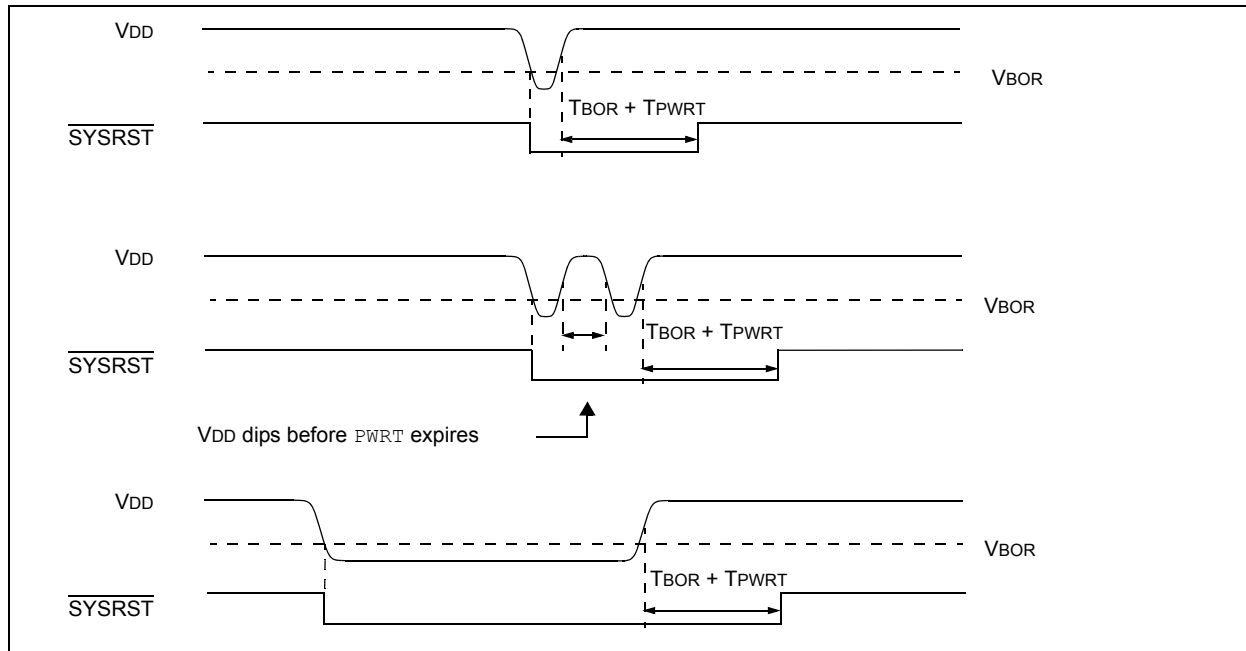 VDD
VBOR
TBOR + TPWRT
SYSRST
VDD
VBOR
TBOR + TPWRT
SYSRST
VDD dips before PWRT expires
VDD
VBOR
TBOR + TPWRT
SYSRST